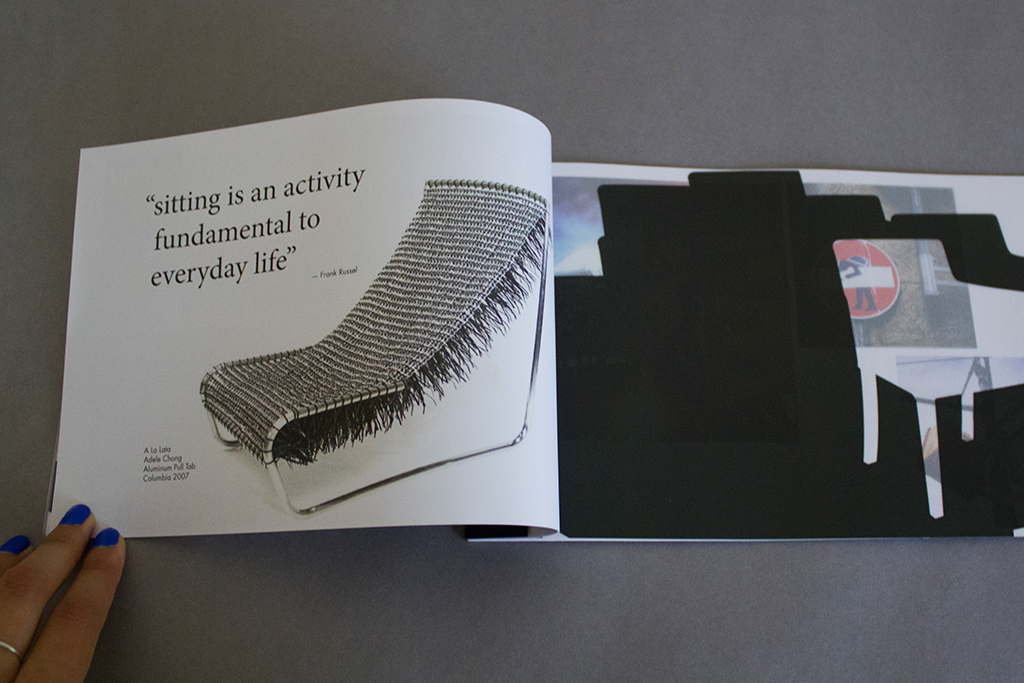 “sitting is an activity
fundamental to
everyday life”
— Frank Russel
A La Lata
Adele Chong
Aluminum Pull Tab
Columbia 2007